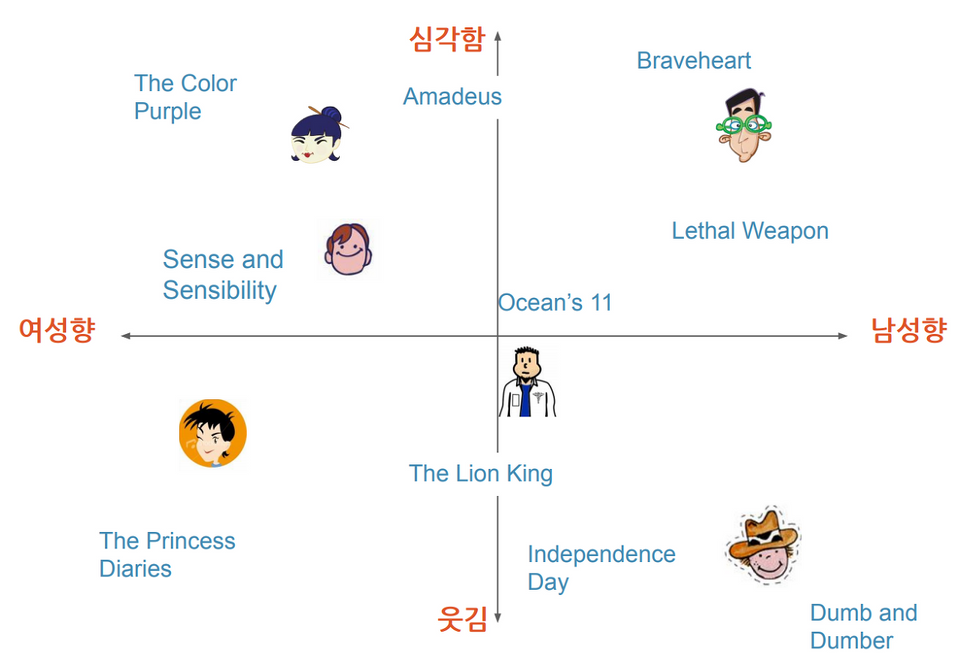 심각함
Braveheart
The Color
Purple
Amadeus
Lethal Weapon
Sense and
Sensibility
Ocean’s 11
여성향
남성향
The Lion King
The Princess
Diaries
Independence
Day
웃김
Dumb and
Dumber